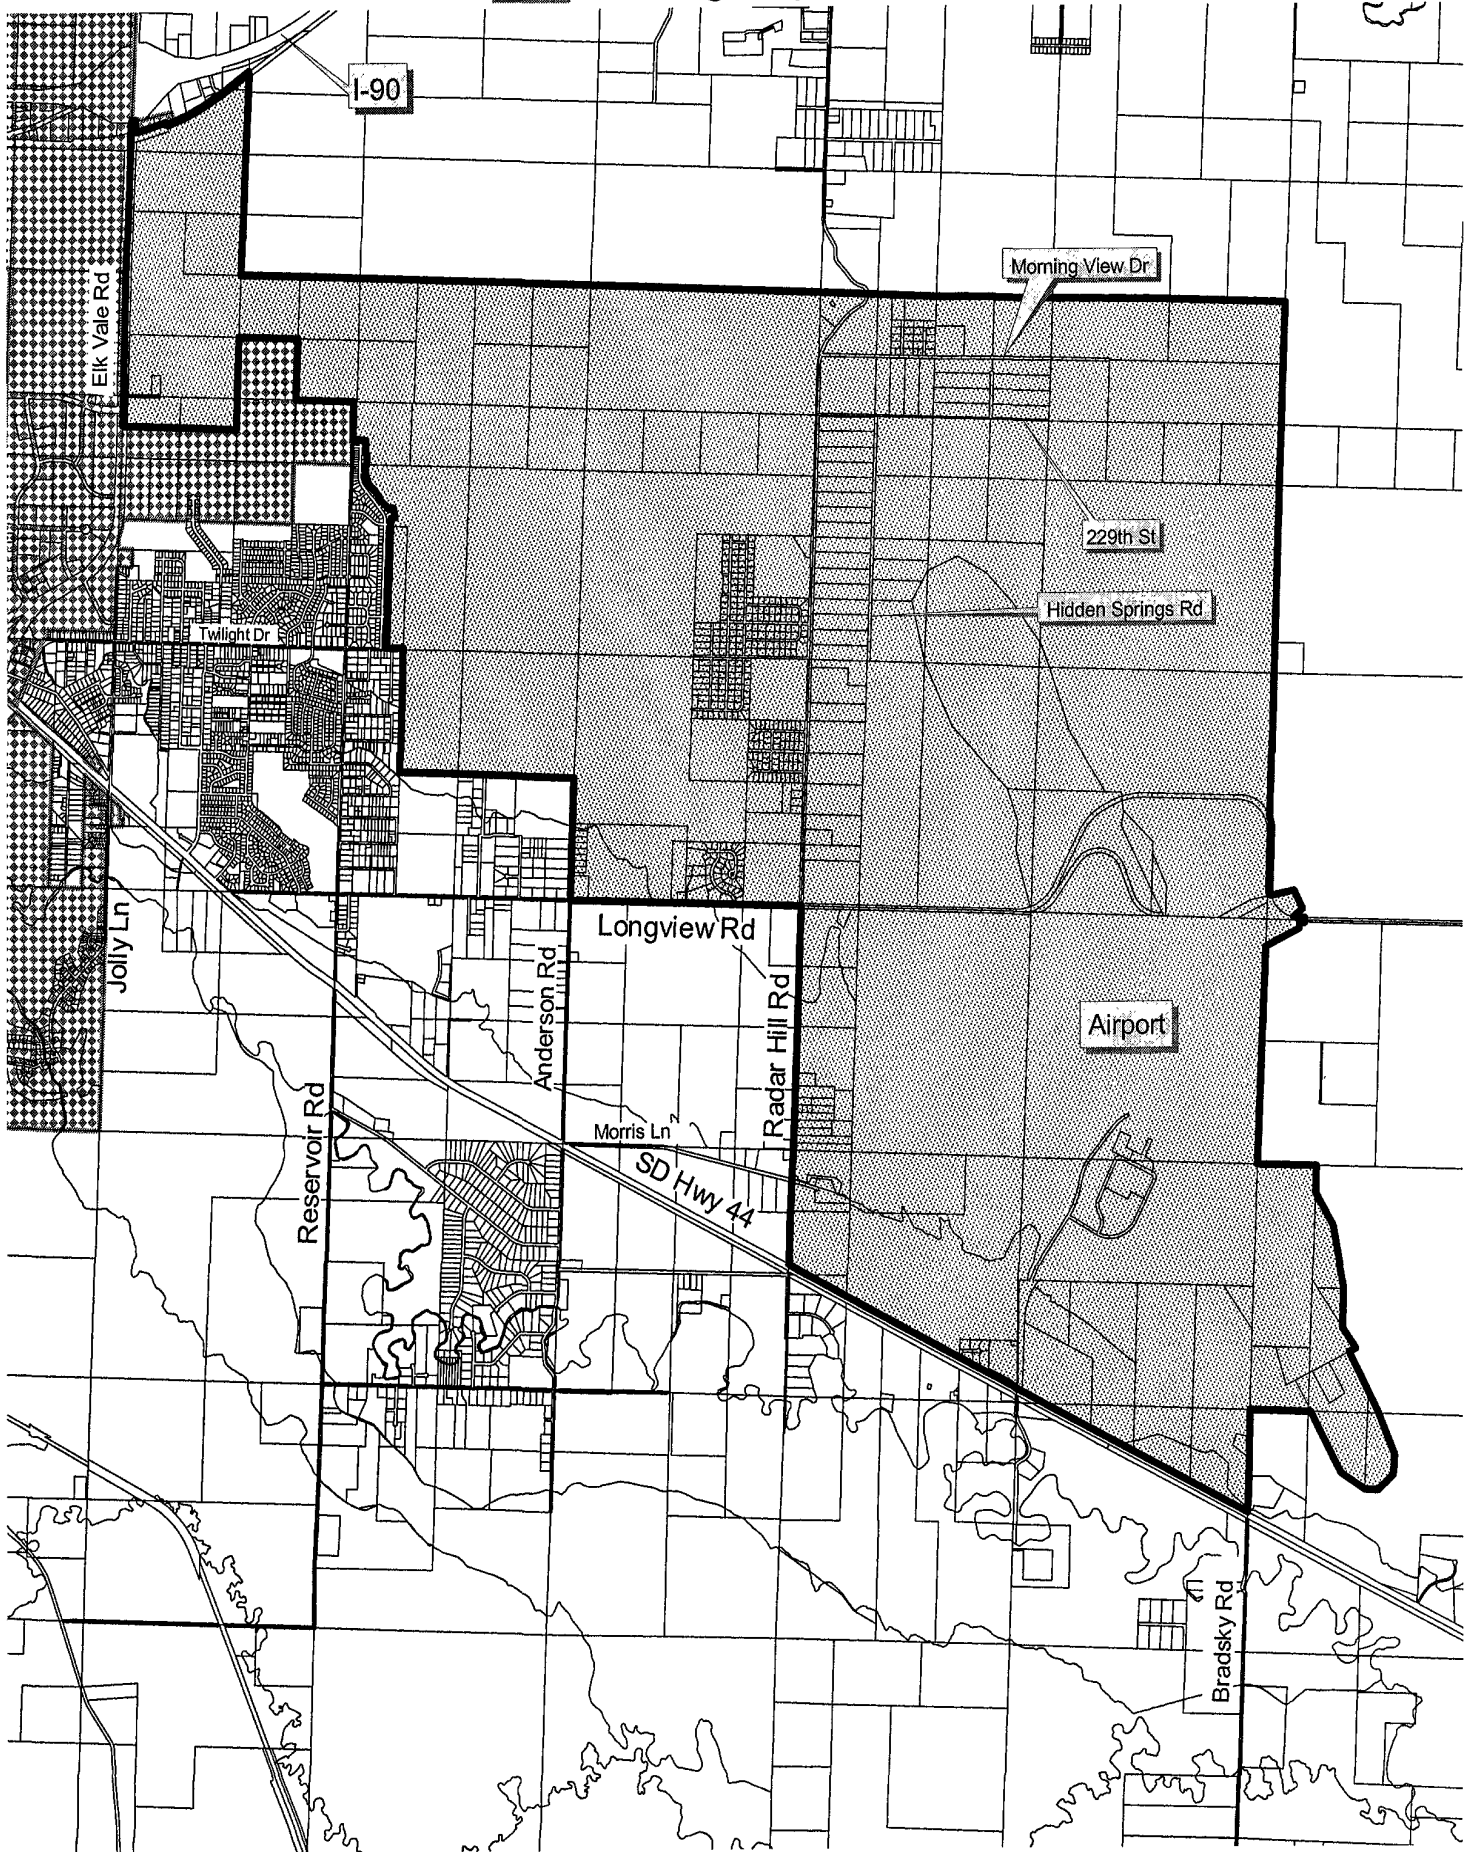 I-90
Morning View Dr
Elk Vale Rd
229th St
Hidden Springs Rd
Twilight Dr
Longview Rd
Jolly Ln
Anderson Rd
Radar Hill Rd
Airport
Reservoir Rd
Morris Ln
SD Hwy 44
Bradsky Rd